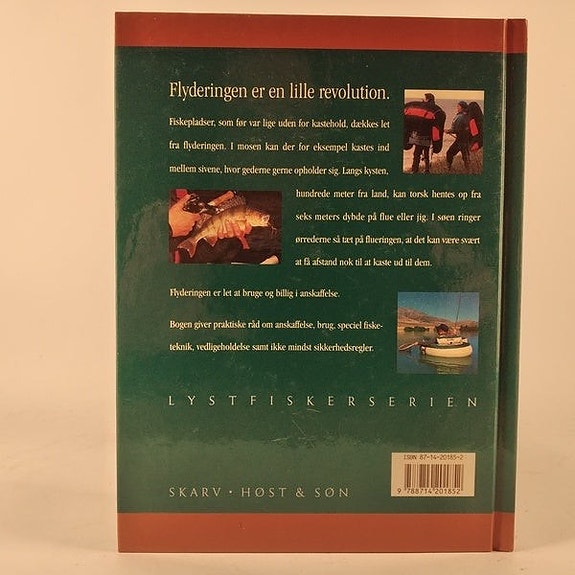 Flyderingen er en lille revolution.
Fiskepladser, som før var lige uden for kastehold, dækkes let
fra flyderingen. I mosen kan der for eksempel kastes ind
mellem sivene, hvor gederne gerne opholder sig. Langs kysten,
hundrede meter fra land, kan torsk hentes op fra
seks meters dybde på flue eller jig. I søen ringer
ørrederne så tæt på flueringen, at det kan være svært
at få afstand nok til at kaste ud til dem.
Flyderingen er let at bruge og billig i anskaffelse.
Bogen giver praktiske råd om anskaffelse, brug, speciel fiske-
teknik, vedligeholdelse samt ikke mindst sikkerhedsregler.
LYSTFISKERSERIEN
ISBN 87-14-20185-2
9 788714 201852
SKARV · HØST & SØN